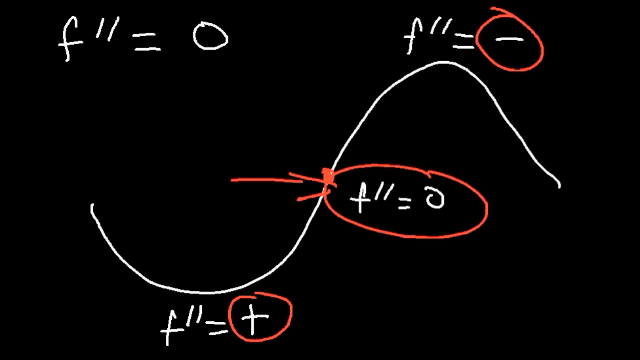 f'' = 0
f'' = −
f'' = 0
f'' = +